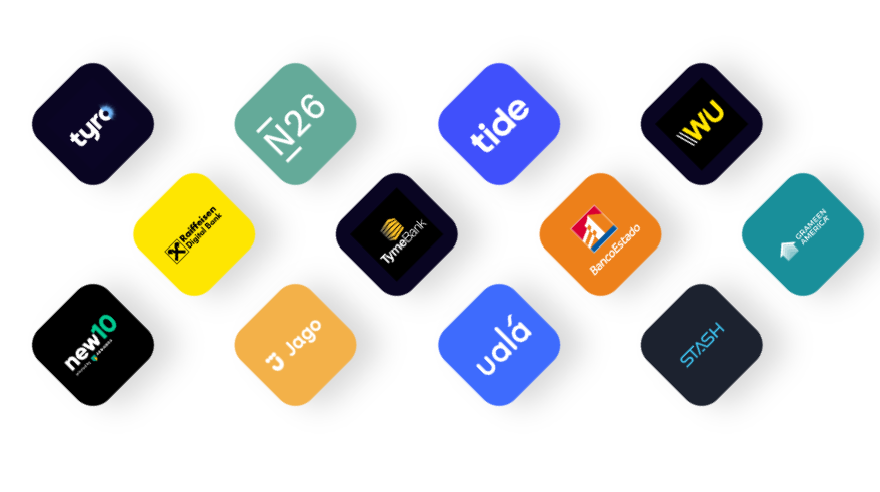 tyro
N26
tide
WU
Raiffeisen
Digital Bank
TymeBank
BancoEstado
GRAMEEN
AMERICA
new10
Jago
ualá
STASH